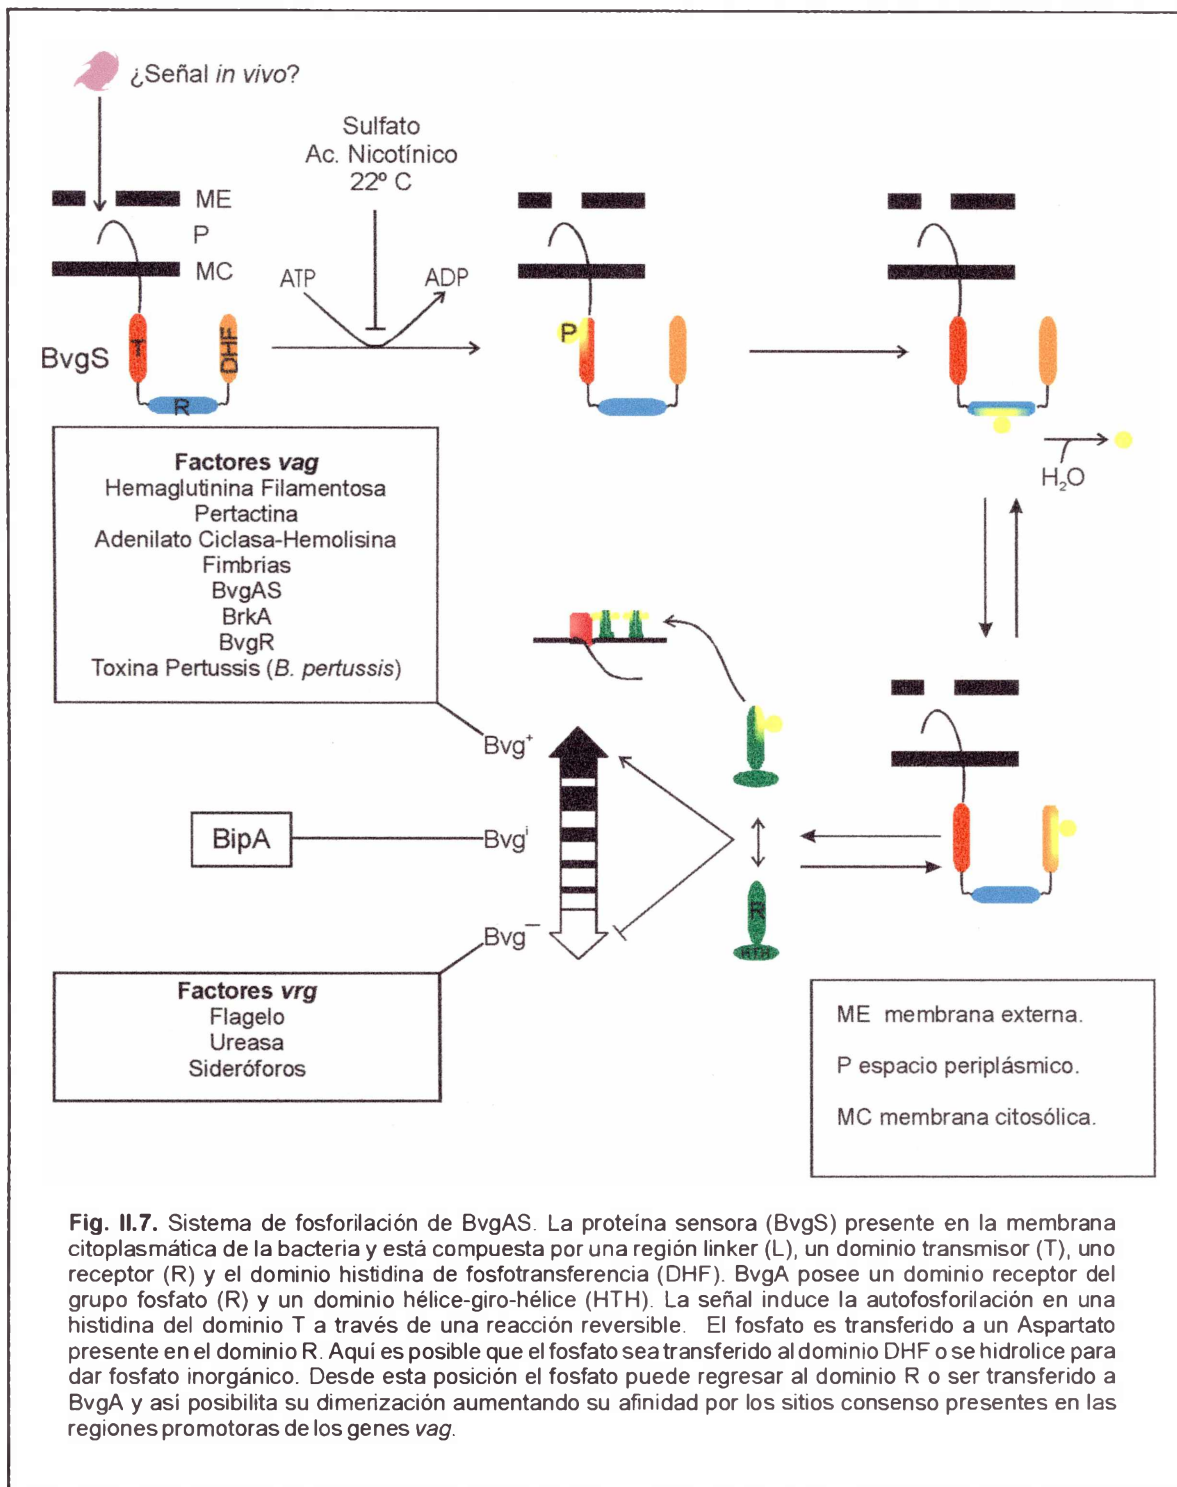 ¿Señal in vivo?
Sulfato
Ac. Nicotínico
22º C
ME
P
MC
ATP
ADP
BvgS
T
DHF
R
P
H₂O
Factores vag
Hemaglutinina Filamentosa
Pertactina
Adenilato Ciclasa-Hemolisina
Fimbrias
BvgAS
BrkA
BvgR
Toxina Pertussis (B. pertussis)
Bvg⁺
BipA
Bvgⁱ
R
HTH
Bvg⁻
Factores vrg
Flagelo
Ureasa
Sideróforos
ME membrana externa.
P espacio periplásmico.
MC membrana citosólica.
Fig. II.7. Sistema de fosforilación de BvgAS. La proteína sensora (BvgS) presente en la membrana
citoplasmática de la bacteria y está compuesta por una región linker (L), un dominio transmisor (T), uno
receptor (R) y el dominio histidina de fosfotransferencia (DHF). BvgA posee un dominio receptor del
grupo fosfato (R) y un dominio hélice-giro-hélice (HTH). La señal induce la autofosforilación en una
histidina del dominio T a través de una reacción reversible. El fosfato es transferido a un Aspartato
presente en el dominio R. Aquí es posible que el fosfato sea transferido al dominio DHF o se hidrolice para
dar fosfato inorgánico. Desde esta posición el fosfato puede regresar al dominio R o ser transferido a
BvgA y así posibilita su dimerización aumentando su afinidad por los sitios consenso presentes en las
regiones promotoras de los genes vag.